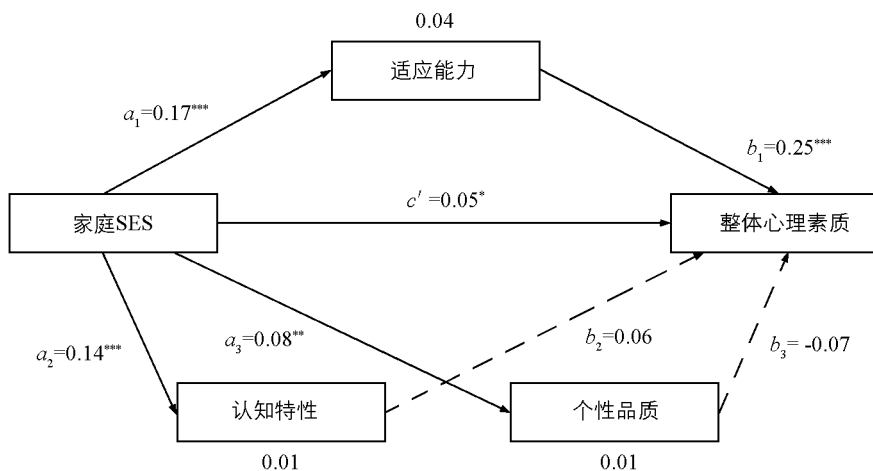 0.04
适应能力
a₁=0.17***
b₁=0.25***
家庭SES
c′ =0.05*
整体心理素质
a₂=0.14***
a₃=0.08**
b₂=0.06
b₃= -0.07
认知特性
个性品质
0.01
0.01